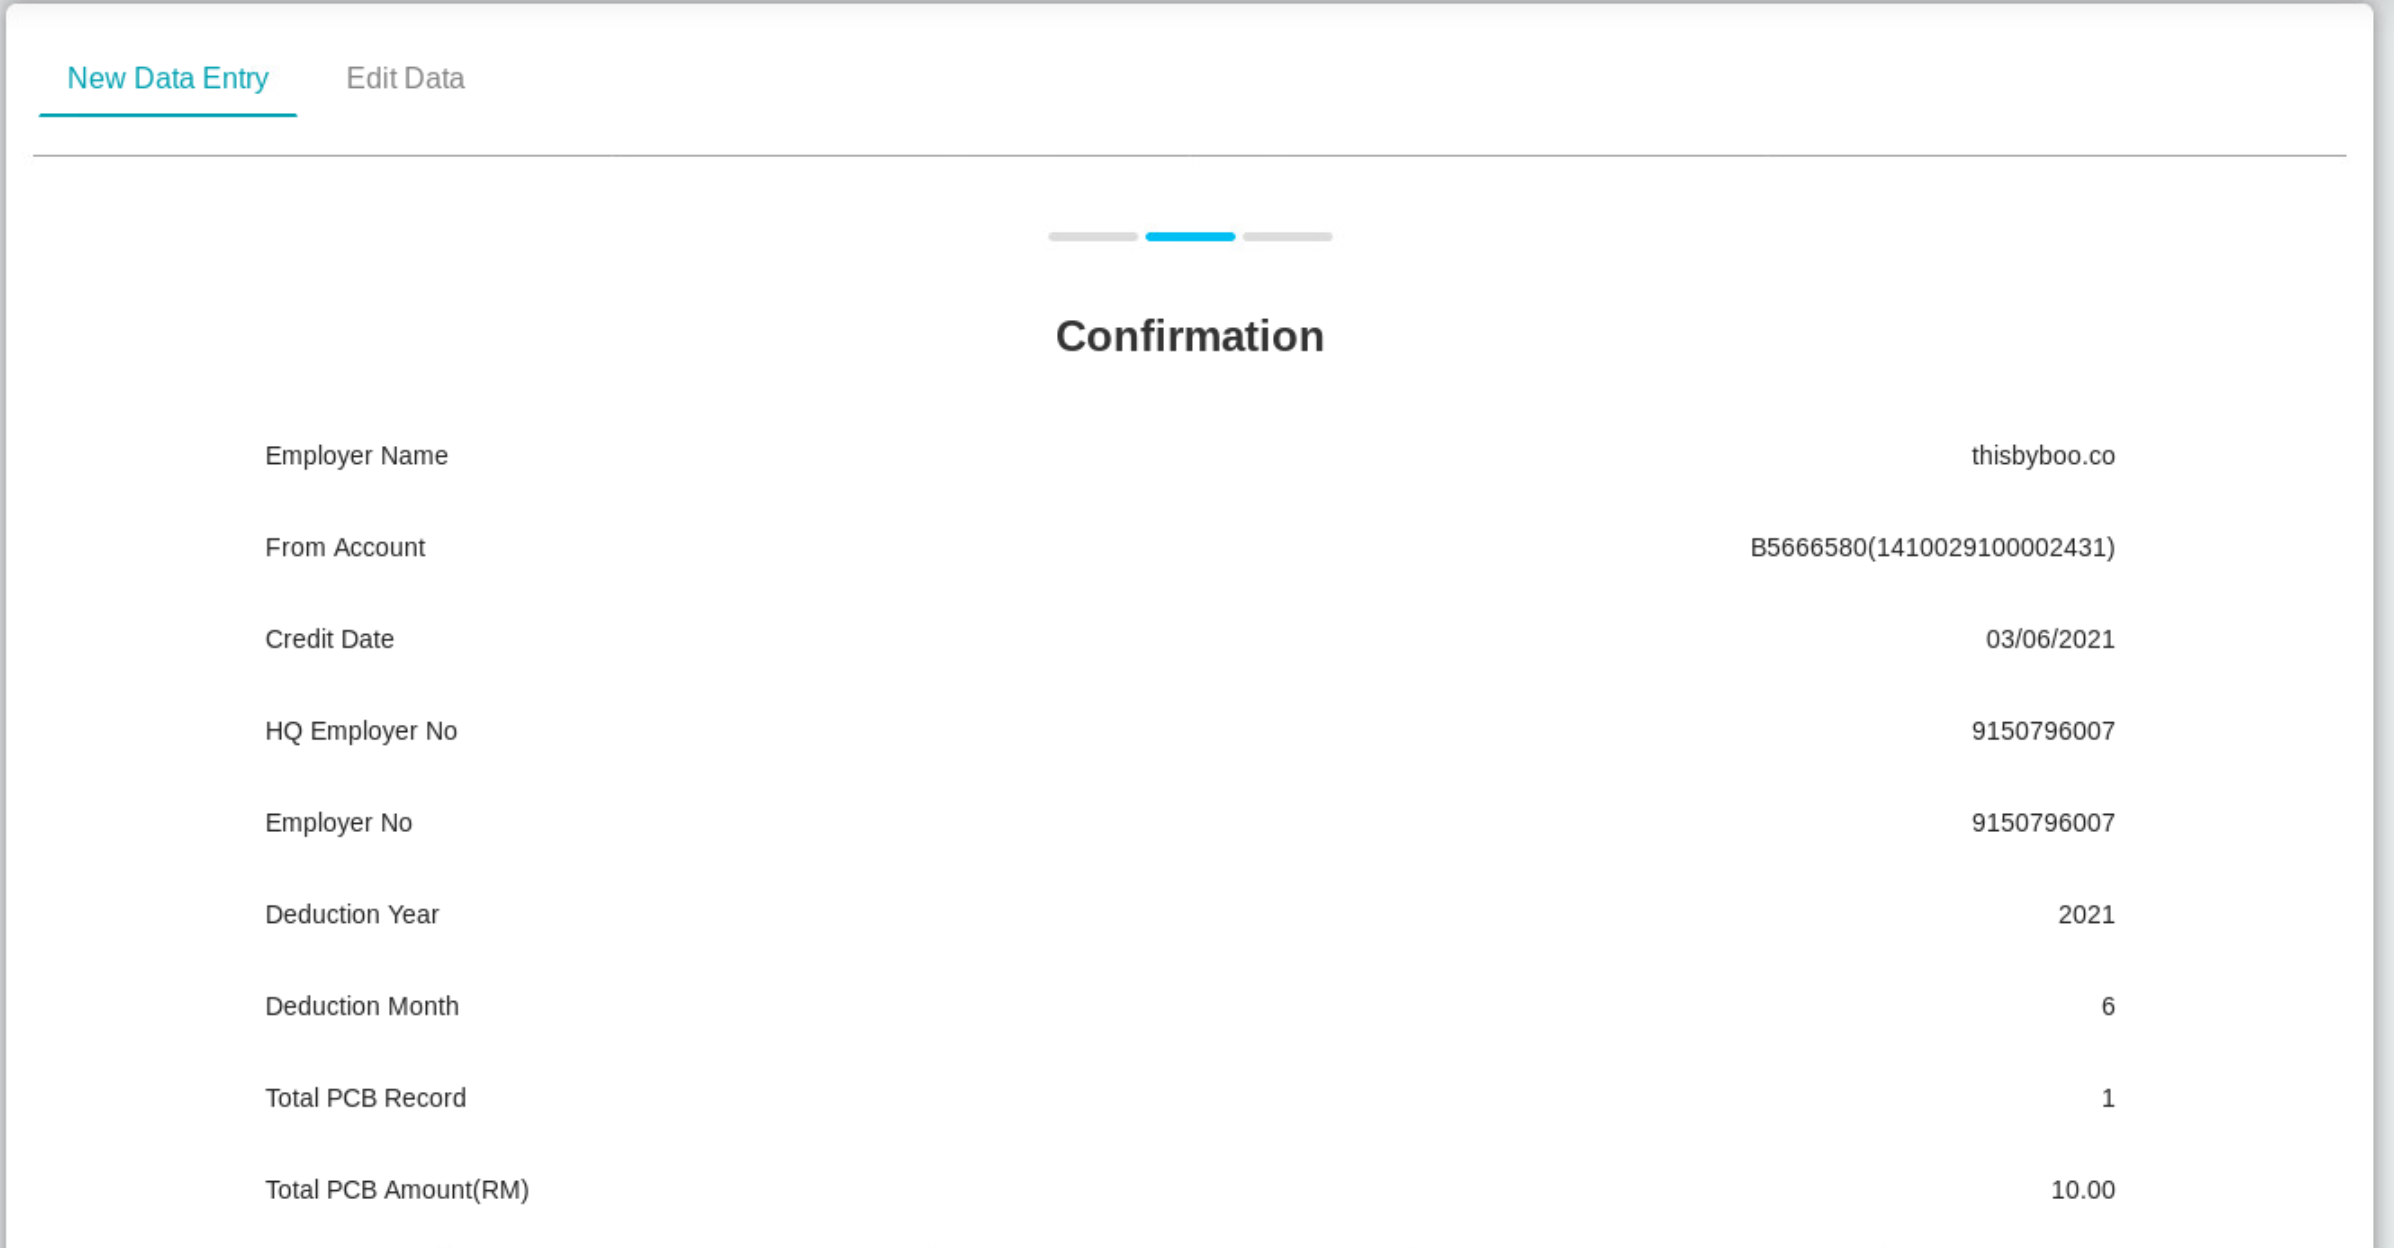 New Data Entry Edit Data
Confirmation
Employer Name thisbyboo.co
From Account B5666580(1410029100002431)
Credit Date 03/06/2021
HQ Employer No 9150796007
Employer No 9150796007
Deduction Year 2021
Deduction Month 6
Total PCB Record 1
Total PCB Amount(RM) 10.00